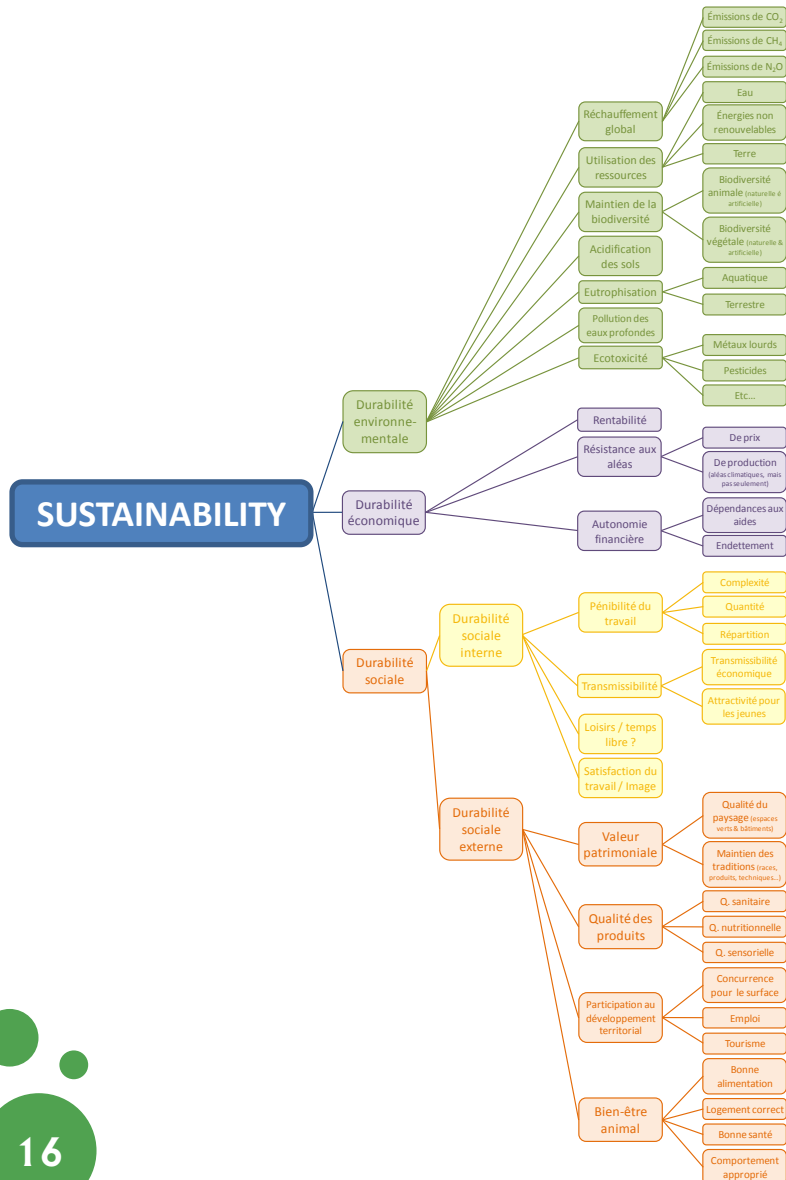 SUSTAINABILITY
Durabilité
environne-
mentale
Réchauffement
global
Émissions de CO₂
Émissions de CH₄
Émissions de N₂O
Utilisation des
ressources
Eau
Énergies non
renouvelables
Terre
Maintien de la
biodiversité
Biodiversité
animale (naturelle é
artificielle)
Biodiversité
végétale (naturelle &
artificielle)
Acidification
des sols
Eutrophisation
Aquatique
Terrestre
Pollution des
eaux profondes
Ecotoxicité
Métaux lourds
Pesticides
Etc...
Durabilité
économique
Rentabilité
Résistance aux
aléas
De prix
De production
(aléas climatiques, mais
pas seulement)
Autonomie
financière
Dépendances aux
aides
Endettement
Durabilité
sociale
Durabilité
sociale
interne
Pénibilité du
travail
Complexité
Quantité
Répartition
Transmissibilité
Transmissibilité
économique
Attractivité pour
les jeunes
Loisirs / temps
libre ?
Satisfaction du
travail / Image
Durabilité
sociale
externe
Valeur
patrimoniale
Qualité du
paysage (espaces
verts & bâtiments)
Maintien des
traditions (races,
produits, techniques...)
Qualité des
produits
Q. sanitaire
Q. nutritionnelle
Q. sensorielle
Participation au
développement
territorial
Concurrence
pour le surface
Emploi
Tourisme
Bien-être
animal
Bonne
alimentation
Logement correct
Bonne santé
Comportement
approprié
16